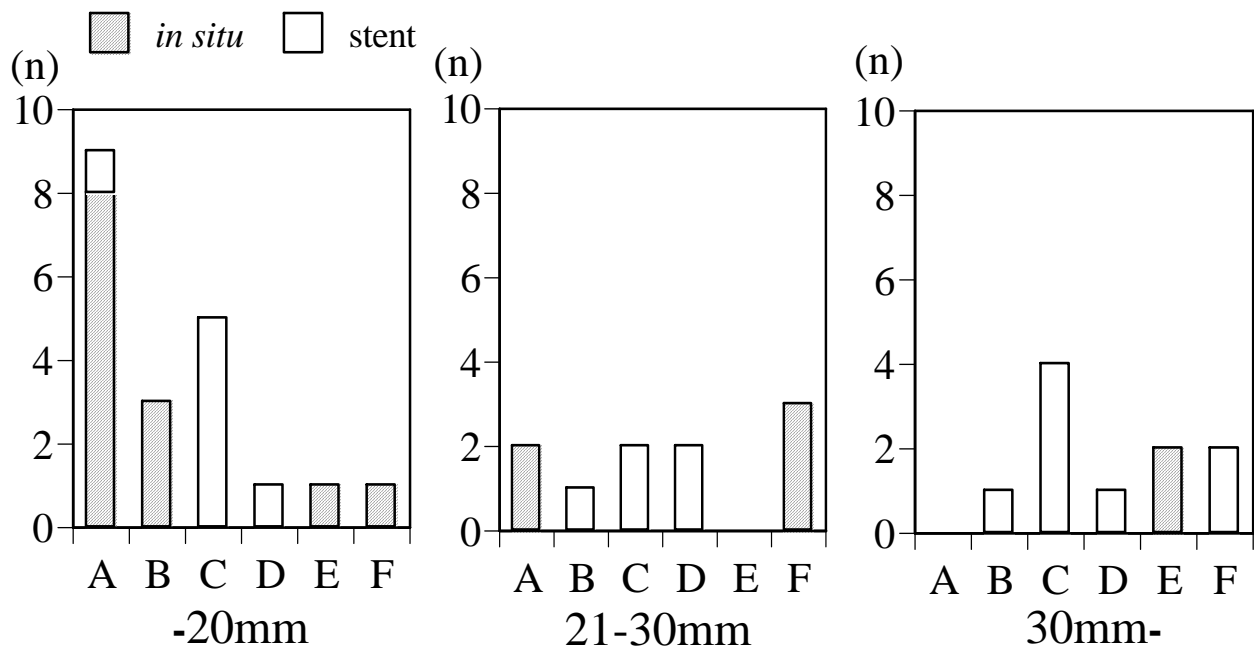 in situ stent
(n) (n) (n)
10 10 10
8 8 8
6 6 6
4 4 4
2 2 2
0 0 0
A B C D E F A B C D E F A B C D E F
-20mm 21-30mm 30mm-